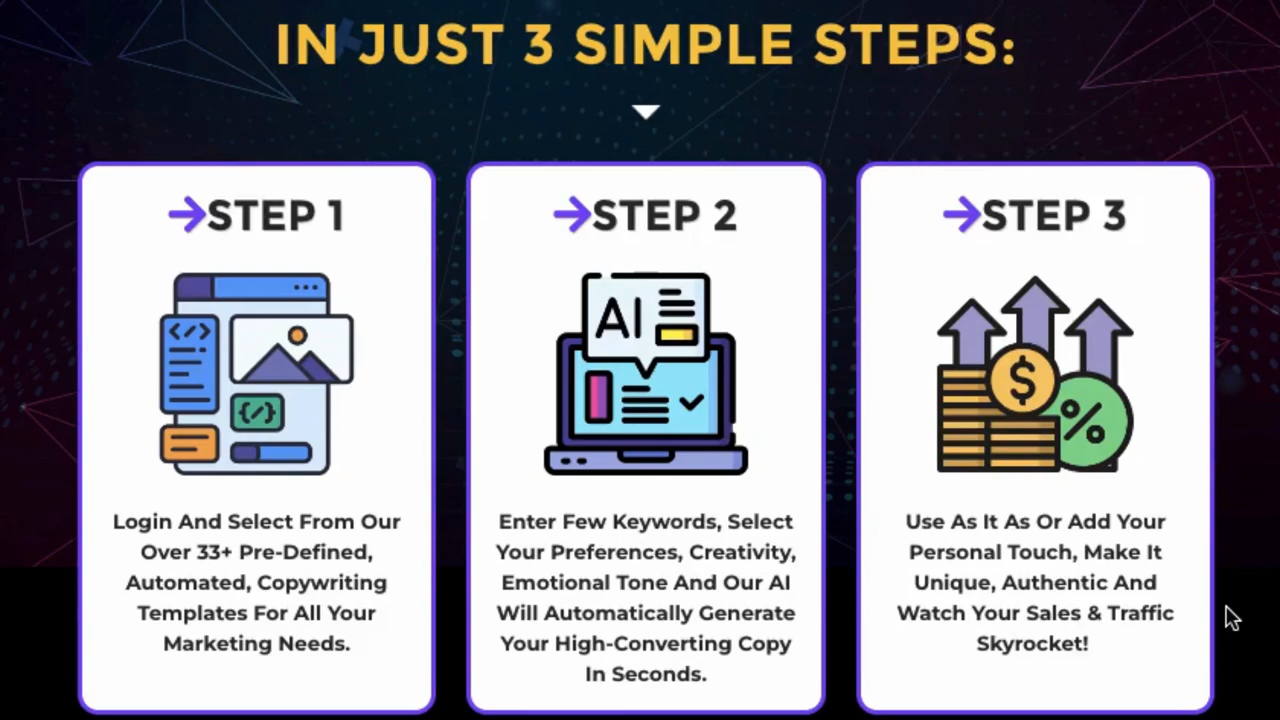 IN JUST 3 SIMPLE STEPS:
STEP 1
</>
{/}
Login And Select From Our
Over 33+ Pre-Defined,
Automated, Copywriting
Templates For All Your
Marketing Needs.
STEP 2
AI
Enter Few Keywords, Select
Your Preferences, Creativity,
Emotional Tone And Our AI
Will Automatically Generate
Your High-Converting Copy
In Seconds.
STEP 3
$
%
Use As It As Or Add Your
Personal Touch, Make It
Unique, Authentic And
Watch Your Sales & Traffic
Skyrocket!